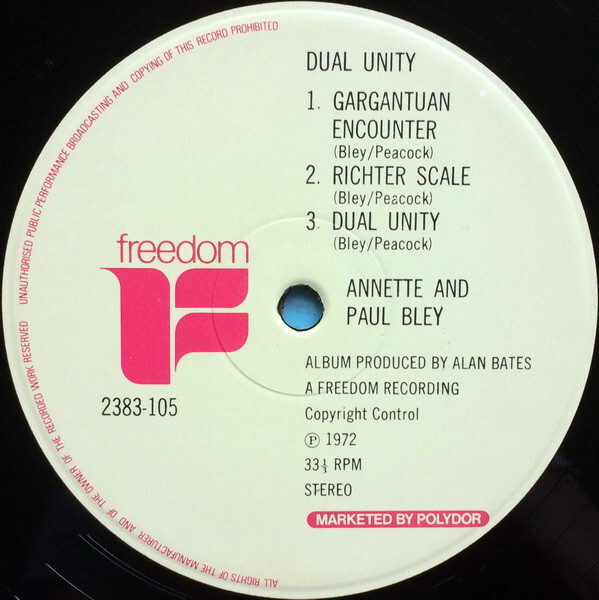 DUAL UNITY
1. GARGANTUAN
ENCOUNTER
(Bley/Peacock)
2. RICHTER SCALE
(Bley/Peacock)
3. DUAL UNITY
(Bley/Peacock)
freedom
2383-105
ANNETTE AND
PAUL BLEY
ALBUM PRODUCED BY ALAN BATES
A FREEDOM RECORDING
Copyright Control
℗ 1972
33⅓ RPM
STEREO
MARKETED BY POLYDOR
ALL RIGHTS OF THE MANUFACTURER AND OF THE OWNER OF THE RECORDED WORK RESERVED UNAUTHORISED PUBLIC PERFORMANCE BROADCASTING AND COPYING OF THIS RECORD PROHIBITED